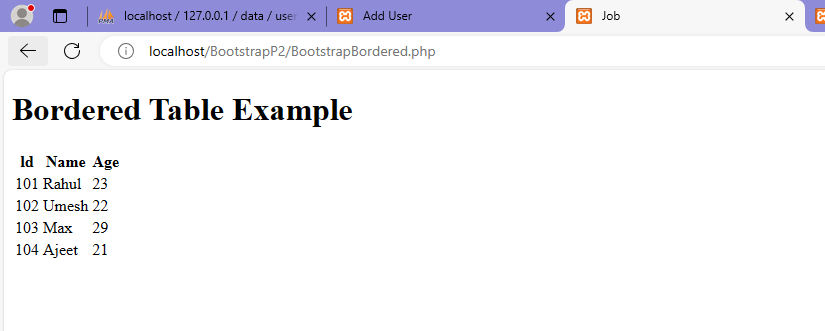 localhost / 127.0.0.1 / data / user
Add User
Job
localhost/BootstrapP2/BootstrapBordered.php
Bordered Table Example
Id Name Age
101 Rahul 23
102 Umesh 22
103 Max 29
104 Ajeet 21